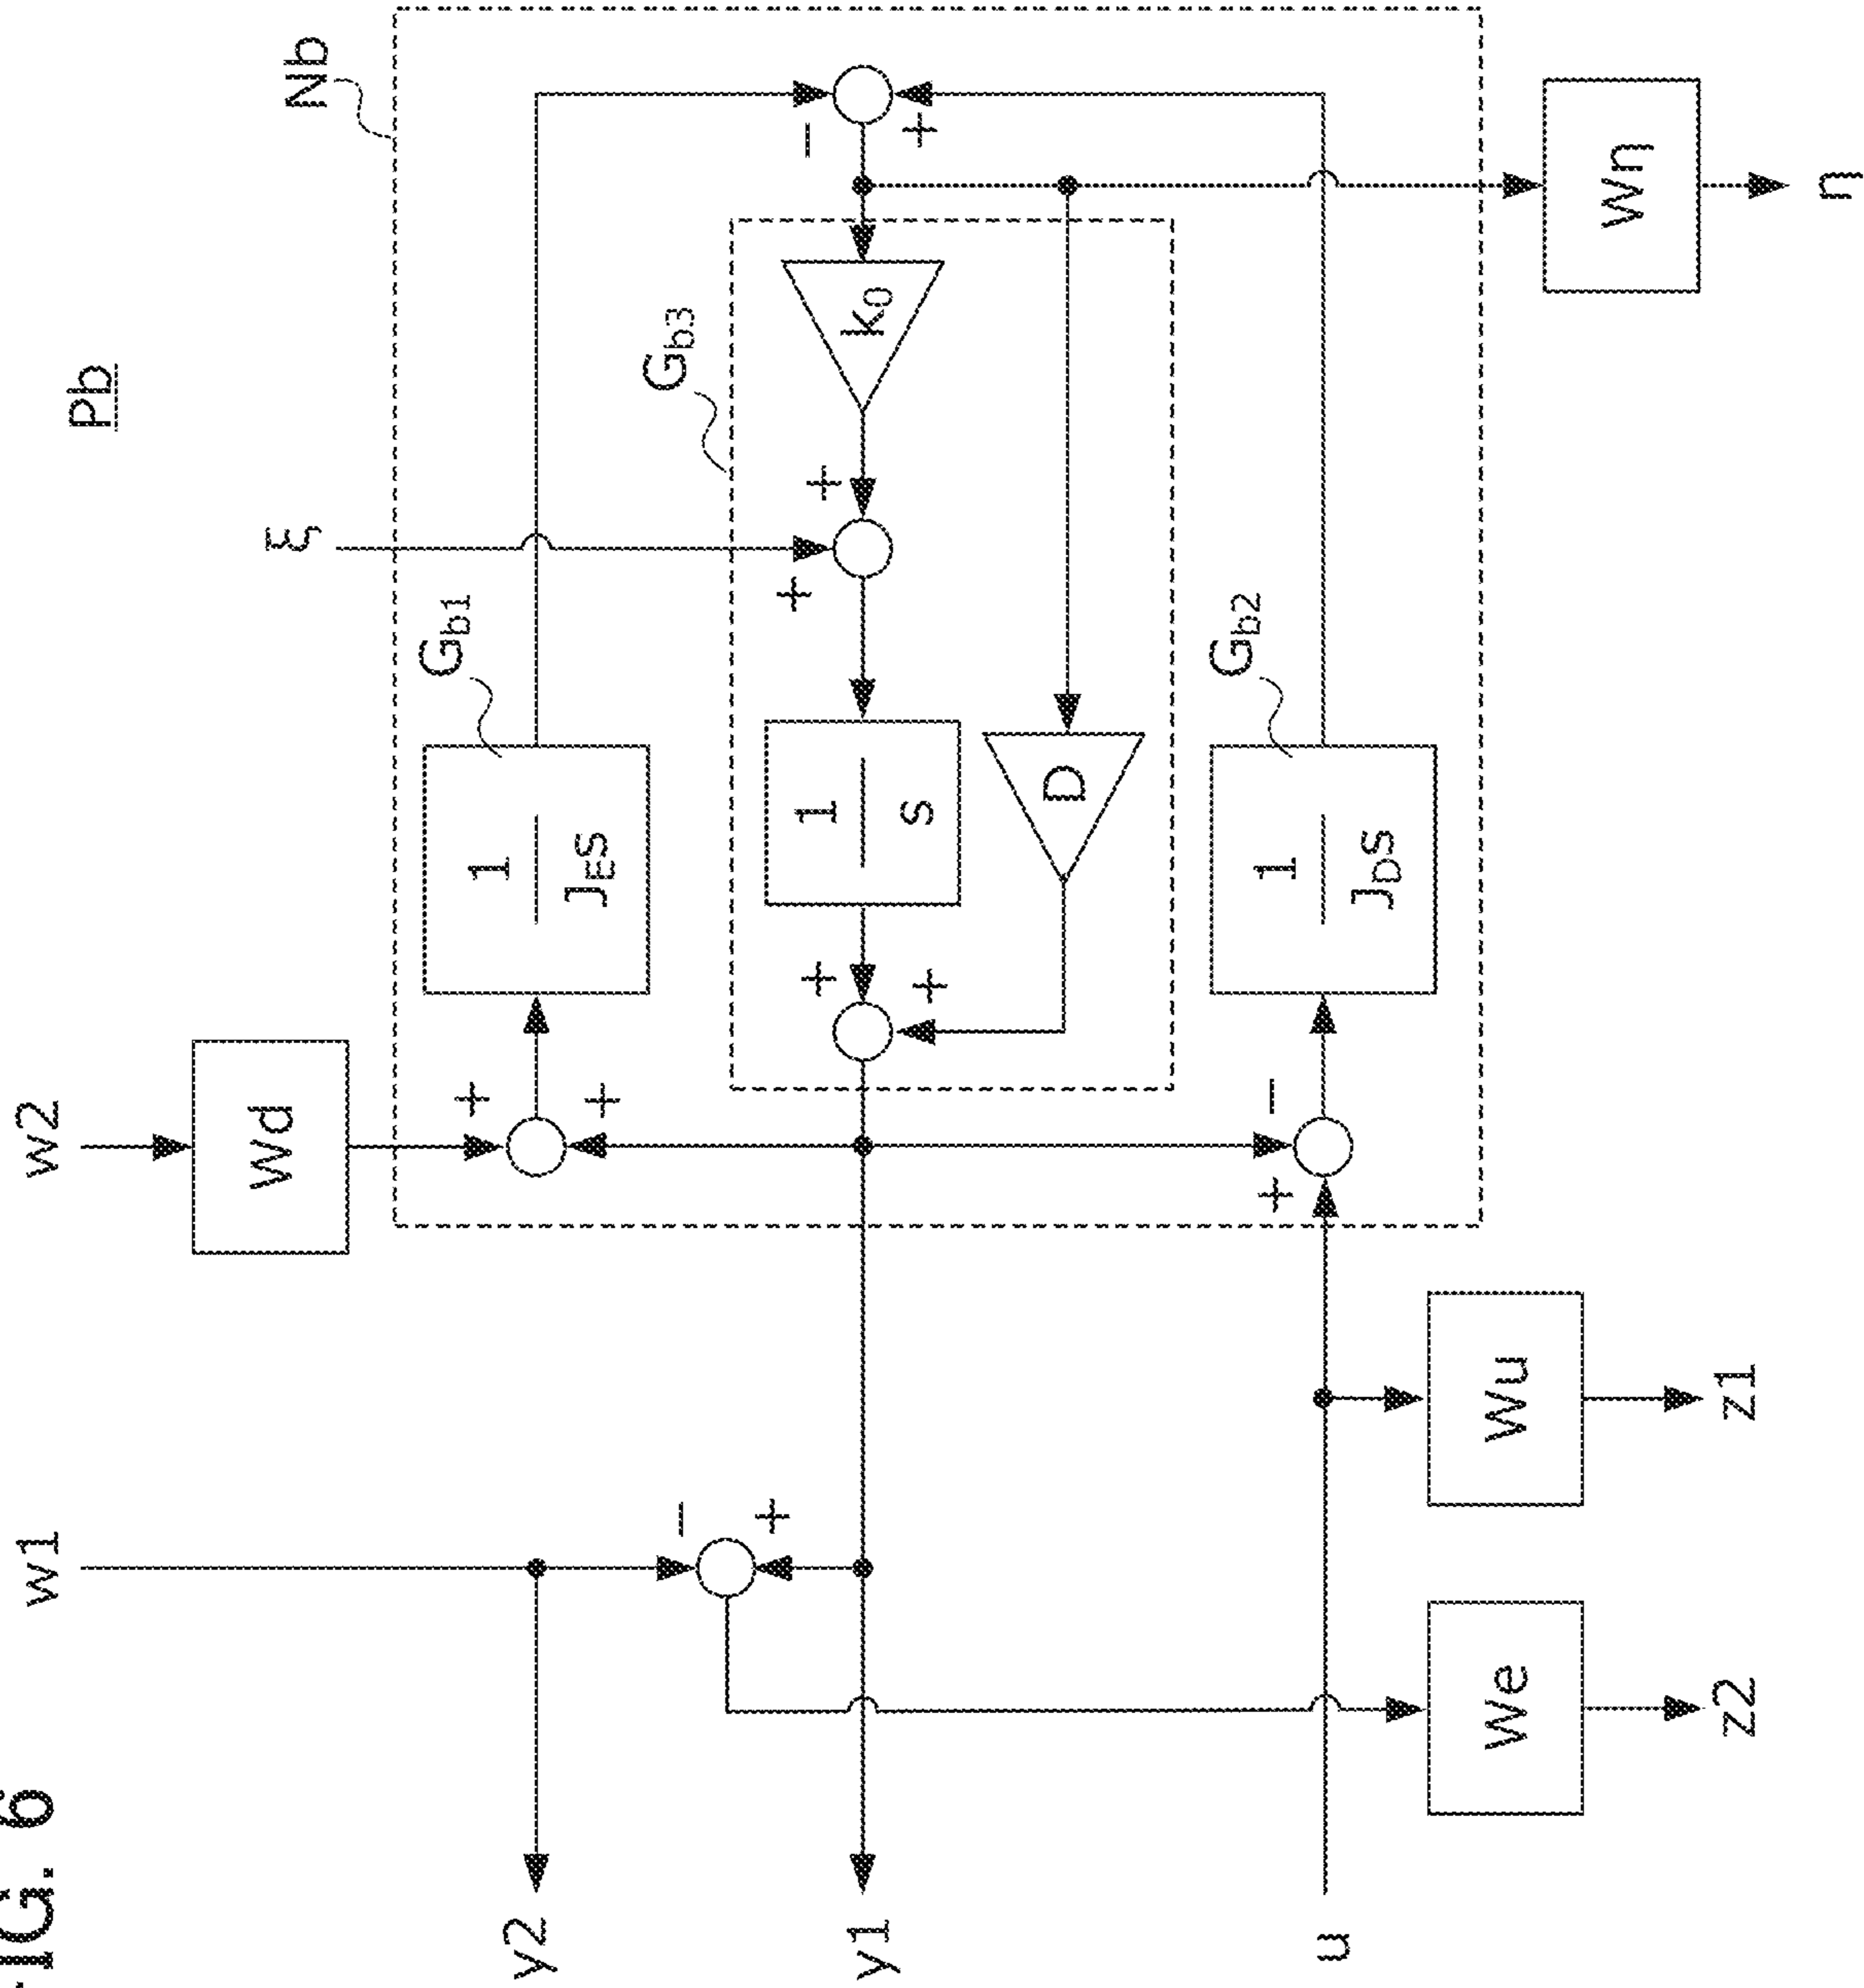 FIG. 6
Pb
w1
w2
Wd
ξ
Nb
Gb1
1
JES
Gb3
k0
+
+
1
s
D
+
+
+
+
−
+
Gb2
1
JDS
−
+
−
+
y2
y1
u
We
z2
Wu
z1
Wη
η